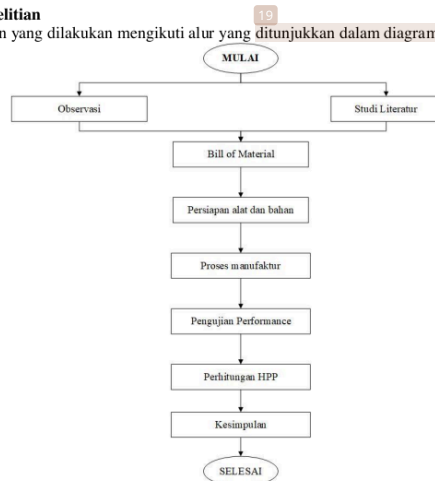 elitian
19
n yang dilakukan mengikuti alur yang ditunjukkan dalam diagram
MULAI
Observasi
Studi Literatur
Bill of Material
Persiapan alat dan bahan
Proses manufaktur
Pengujian Performance
Perhitungan HPP
Kesimpulan
SELESAI